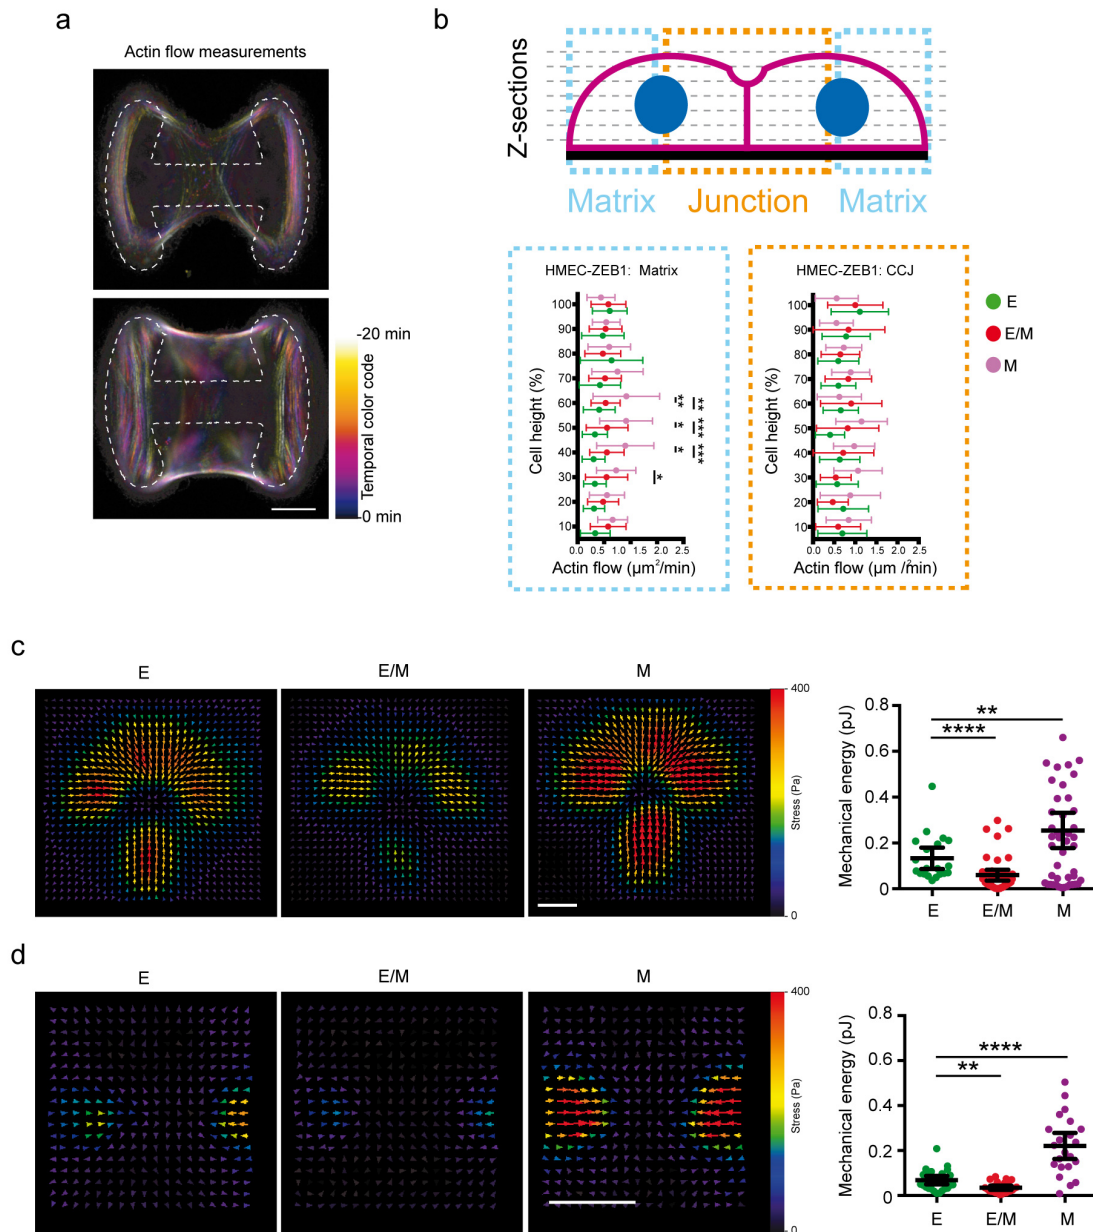 a
Actin flow measurements
Temporal color code
-20 min
-0 min
b
Z-sections
Matrix
Junction
Matrix
HMEC-ZEB1: Matrix
Cell height (%)
100
90
80
70
60
50
40
30
20
10
** **
* ***
* ***
*
0.0 0.5 1.0 1.5 2.0 2.5
Actin flow (µm²/min)
HMEC-ZEB1: CCJ
Cell height (%)
100
90
80
70
60
50
40
30
20
10
0.0 0.5 1.0 1.5 2.0 2.5
Actin flow (µm²/min)
E
E/M
M
c
E
E/M
M
400
Stress (Pa)
0
Mechanical energy (pJ)
0.8
0.6
0.4
0.2
0
**
****
E E/M M
d
E
E/M
M
400
Stress (Pa)
0
Mechanical energy (pJ)
0.8
0.6
0.4
0.2
0
****
**
E E/M M